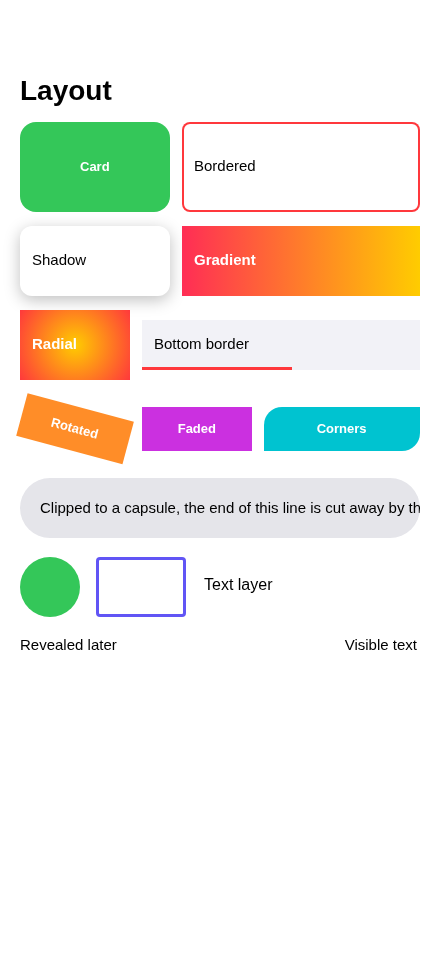 Layout
Card
Bordered
Shadow
Gradient
Radial
Bottom border
Rotated
Faded
Corners
Clipped to a capsule, the end of this line is cut away by th
Text layer
Revealed later
Visible text